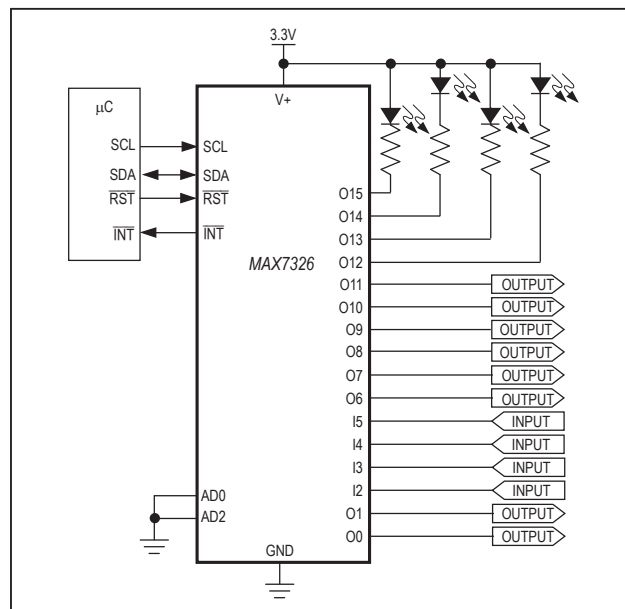 3.3V
V+
μC
SCL
SDA
RST
INT
SCL
SDA
RST
INT
MAX7326
AD0
AD2
GND
O15
O14
O13
O12
O11 OUTPUT
O10 OUTPUT
O9 OUTPUT
O8 OUTPUT
O7 OUTPUT
O6 OUTPUT
I5 INPUT
I4 INPUT
I3 INPUT
I2 INPUT
O1 OUTPUT
O0 OUTPUT